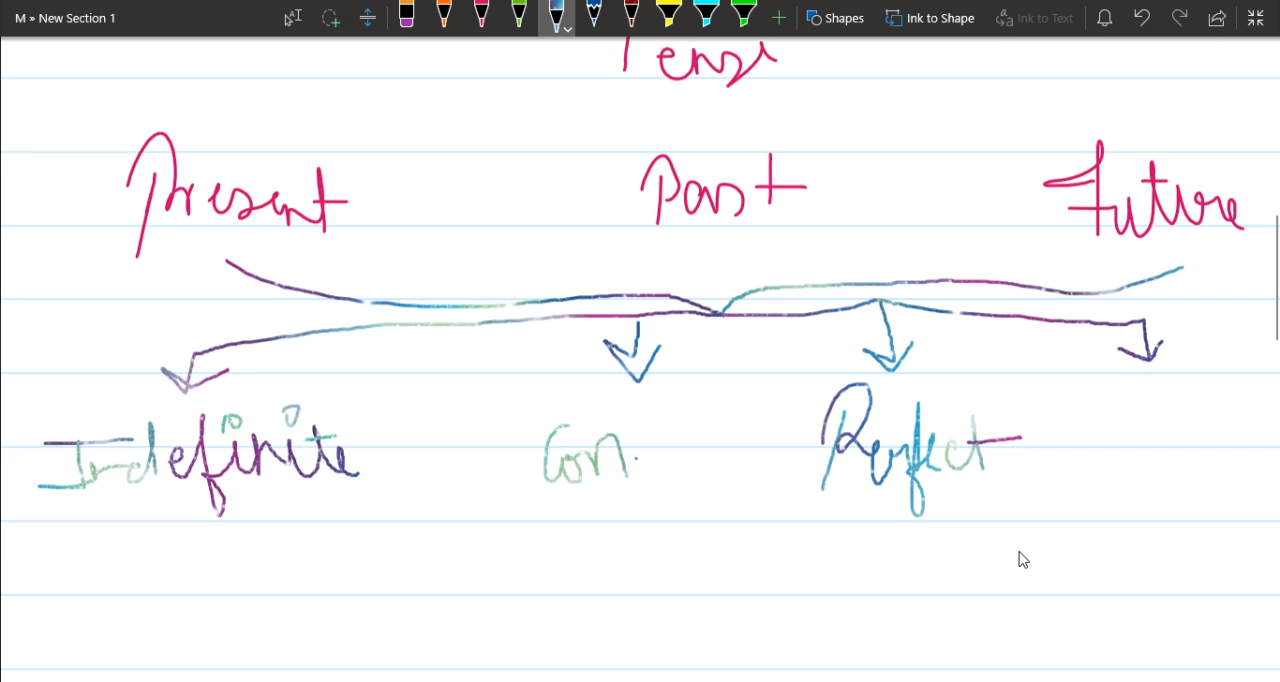 M » New Section 1 Shapes Ink to Shape Ink to Text
Tense
Present Past Future
Indefinite Con. Perfect